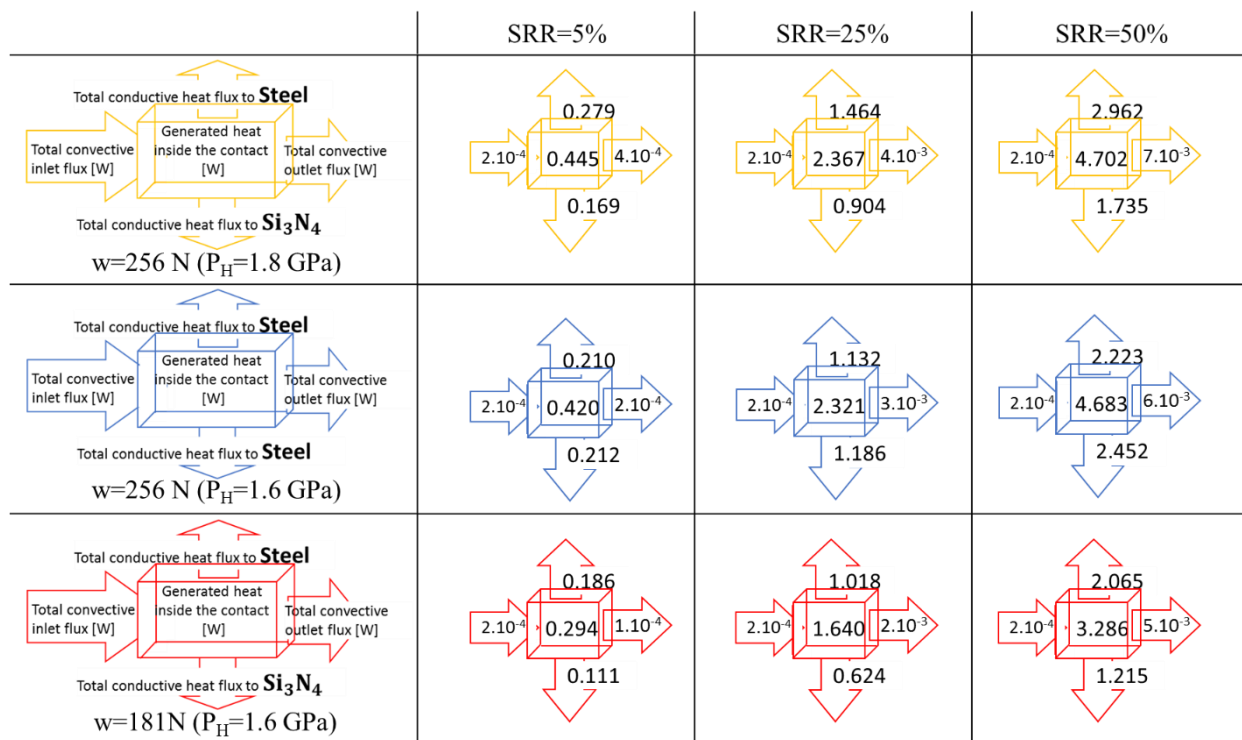 SRR=5% SRR=25% SRR=50%
Total conductive heat flux to Steel
Total convective inlet flux [W]
Generated heat inside the contact [W]
Total convective outlet flux [W]
Total conductive heat flux to Si₃N₄
w=256 N (P_H=1.8 GPa)
0.279
2.10⁻⁴ 0.445 4.10⁻⁴
0.169
1.464
2.10⁻⁴ 2.367 4.10⁻³
0.904
2.962
2.10⁻⁴ 4.702 7.10⁻³
1.735
Total conductive heat flux to Steel
Total convective inlet flux [W]
Generated heat inside the contact [W]
Total convective outlet flux [W]
Total conductive heat flux to Steel
w=256 N (P_H=1.6 GPa)
0.210
2.10⁻⁴ 0.420 2.10⁻⁴
0.212
1.132
2.10⁻⁴ 2.321 3.10⁻³
1.186
2.223
2.10⁻⁴ 4.683 6.10⁻³
2.452
Total conductive heat flux to Steel
Total convective inlet flux [W]
Generated heat inside the contact [W]
Total convective outlet flux [W]
Total conductive heat flux to Si₃N₄
w=181N (P_H=1.6 GPa)
0.186
2.10⁻⁴ 0.294 1.10⁻⁴
0.111
1.018
2.10⁻⁴ 1.640 2.10⁻³
0.624
2.065
2.10⁻⁴ 3.286 5.10⁻³
1.215